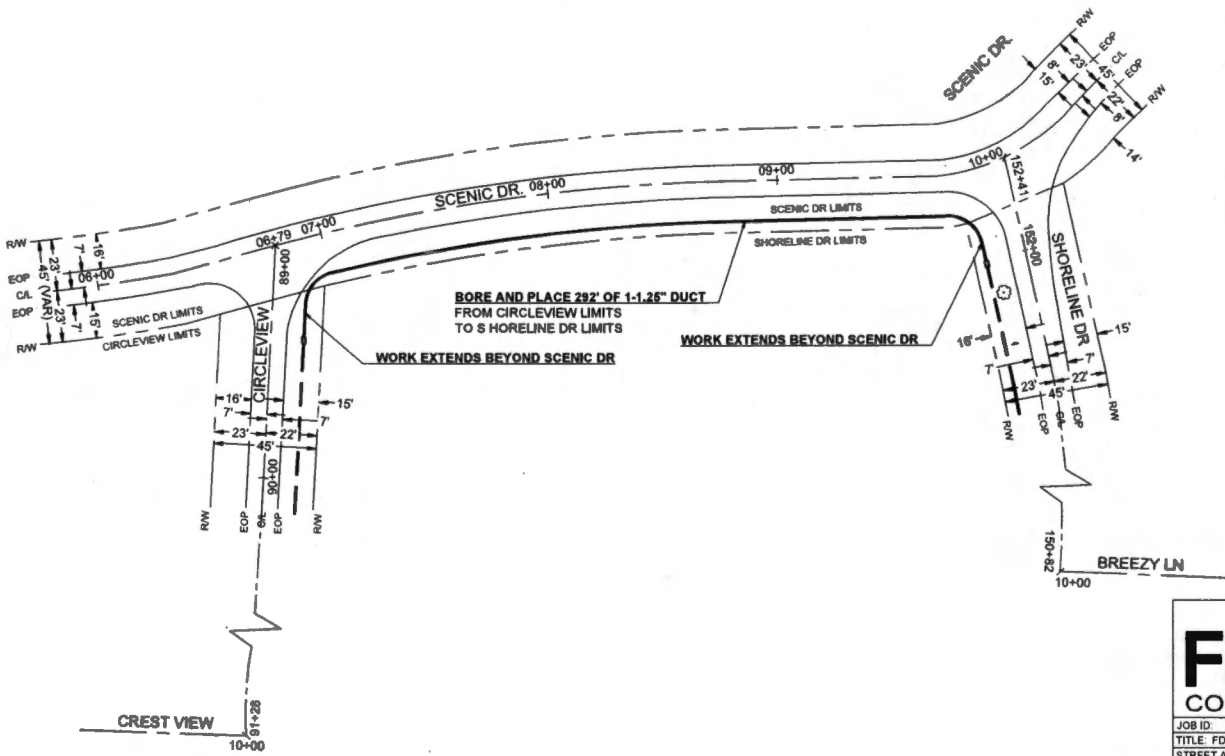 SCENIC DR.
R/W
EOP
C/L
EOP
R/W
23'
45'
22'
8'
15'
8'
14'
SCENIC DR.
06+00
06+79
07+00
08+00
09+00
10+00
152+41
152+00
SCENIC DR LIMITS
SHORELINE DR LIMITS
R/W
EOP
C/L
EOP
R/W
23'
45' (VAR)
23'
7'
16'
7'
15'
SCENIC DR LIMITS
CIRCLEVIEW LIMITS
89+00
CIRCLEVIEW
90+00
BORE AND PLACE 292' OF 1-1.25" DUCT
FROM CIRCLEVIEW LIMITS
TO S HORELINE DR LIMITS
WORK EXTENDS BEYOND SCENIC DR
WORK EXTENDS BEYOND SCENIC DR
SHORELINE DR
16'
7'
15'
7'
23'
22'
45'
R/W
EOP
C/L
EOP
R/W
16'
7'
15'
7'
23'
22'
45'
R/W
EOP
C/L
EOP
R/W
150+82
BREEZY LN
10+00
CREST VIEW
91+28
10+00
F
CO
JOB ID:
TITLE: FD
STREET A